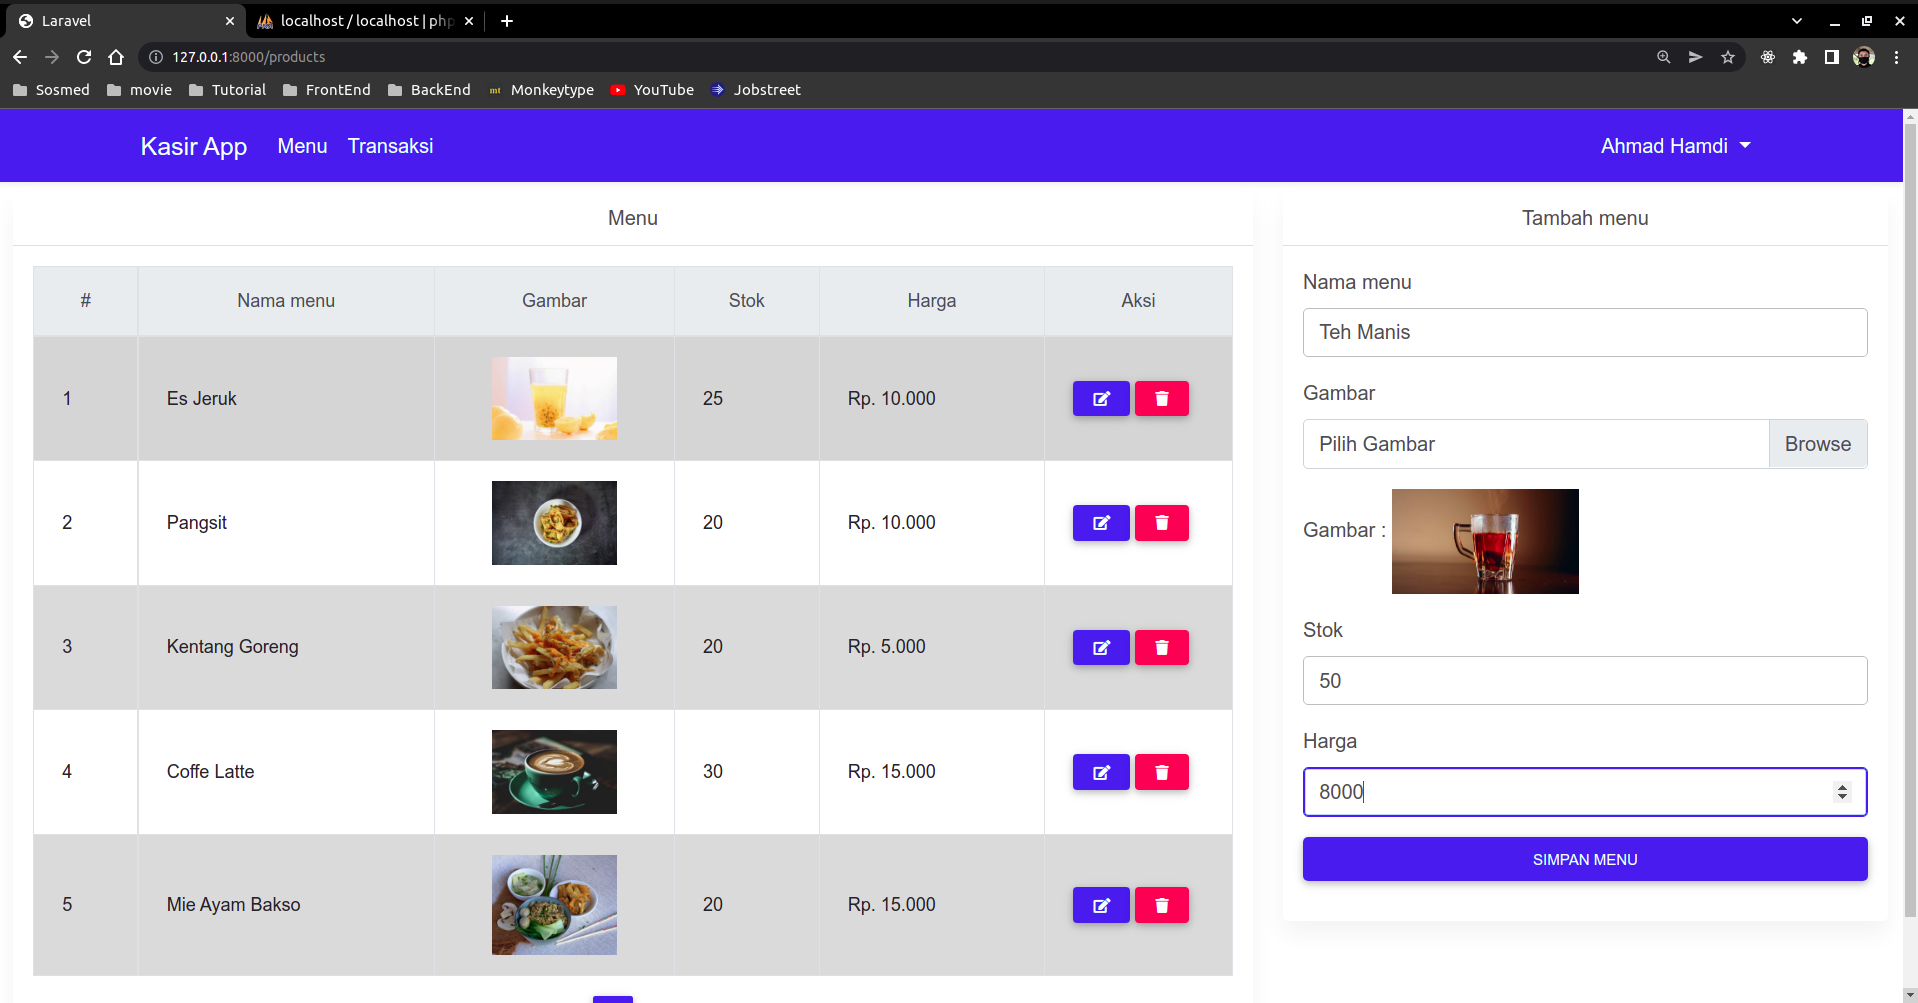 Laravel
localhost / localhost | php
127.0.0.1:8000/products
Sosmed movie Tutorial FrontEnd BackEnd mt Monkeytype YouTube Jobstreet
Kasir App Menu Transaksi Ahmad Hamdi
Menu
# Nama menu Gambar Stok Harga Aksi
1 Es Jeruk 25 Rp. 10.000
2 Pangsit 20 Rp. 10.000
3 Kentang Goreng 20 Rp. 5.000
4 Coffe Latte 30 Rp. 15.000
5 Mie Ayam Bakso 20 Rp. 15.000
Tambah menu
Nama menu
Teh Manis
Gambar
Pilih Gambar Browse
Gambar :
Stok
50
Harga
8000
SIMPAN MENU